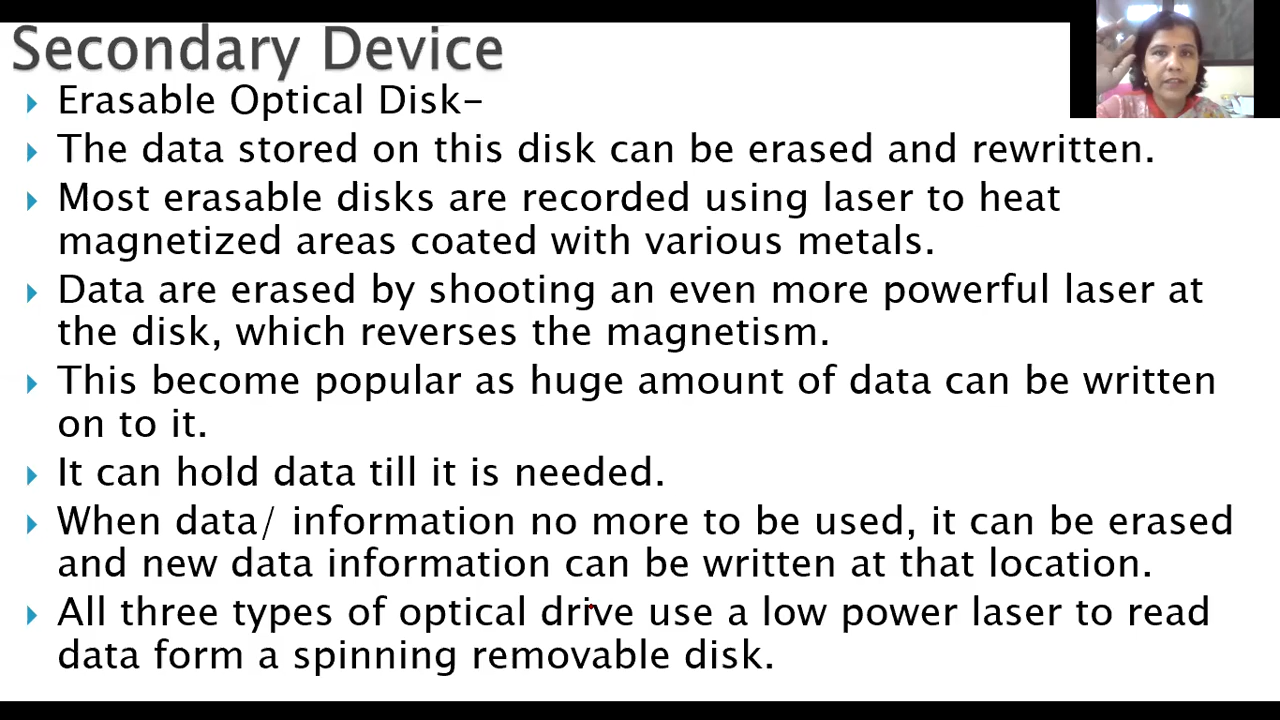 Secondary Device
Erasable Optical Disk-
The data stored on this disk can be erased and rewritten.
Most erasable disks are recorded using laser to heat
magnetized areas coated with various metals.
Data are erased by shooting an even more powerful laser at
the disk, which reverses the magnetism.
This become popular as huge amount of data can be written
on to it.
It can hold data till it is needed.
When data/ information no more to be used, it can be erased
and new data information can be written at that location.
All three types of optical drive use a low power laser to read
data form a spinning removable disk.